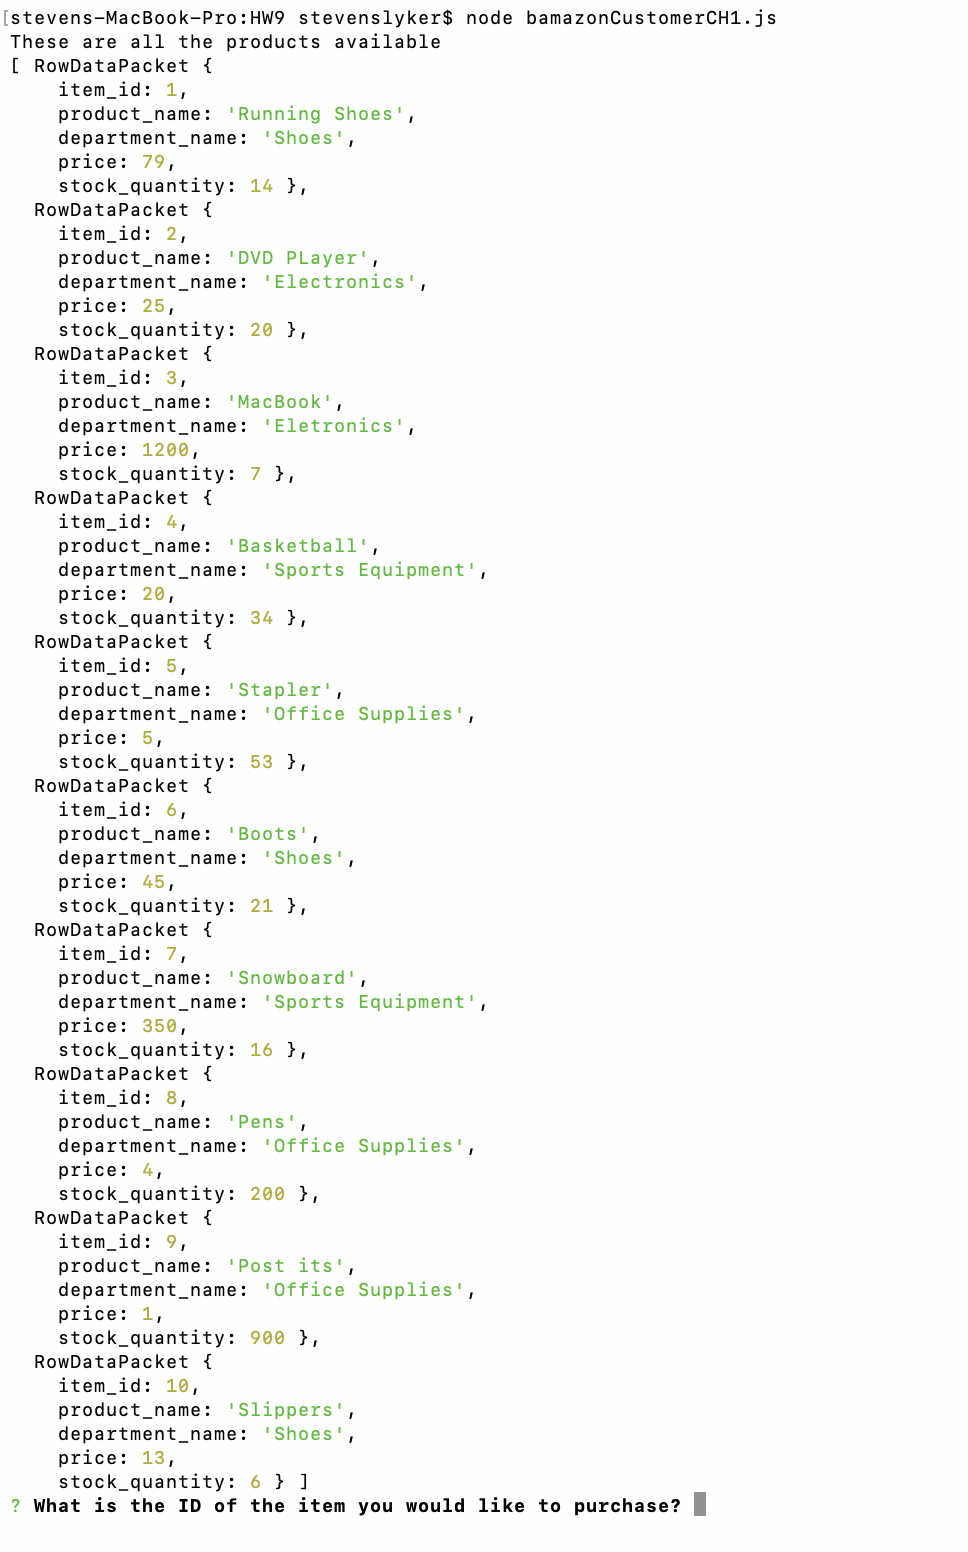 [stevens-MacBook-Pro:HW9 stevenslyker$ node bamazonCustomerCH1.js
These are all the products available
[ RowDataPacket {
    item_id: 1,
    product_name: 'Running Shoes',
    department_name: 'Shoes',
    price: 79,
    stock_quantity: 14 },
  RowDataPacket {
    item_id: 2,
    product_name: 'DVD PLayer',
    department_name: 'Electronics',
    price: 25,
    stock_quantity: 20 },
  RowDataPacket {
    item_id: 3,
    product_name: 'MacBook',
    department_name: 'Eletronics',
    price: 1200,
    stock_quantity: 7 },
  RowDataPacket {
    item_id: 4,
    product_name: 'Basketball',
    department_name: 'Sports Equipment',
    price: 20,
    stock_quantity: 34 },
  RowDataPacket {
    item_id: 5,
    product_name: 'Stapler',
    department_name: 'Office Supplies',
    price: 5,
    stock_quantity: 53 },
  RowDataPacket {
    item_id: 6,
    product_name: 'Boots',
    department_name: 'Shoes',
    price: 45,
    stock_quantity: 21 },
  RowDataPacket {
    item_id: 7,
    product_name: 'Snowboard',
    department_name: 'Sports Equipment',
    price: 350,
    stock_quantity: 16 },
  RowDataPacket {
    item_id: 8,
    product_name: 'Pens',
    department_name: 'Office Supplies',
    price: 4,
    stock_quantity: 200 },
  RowDataPacket {
    item_id: 9,
    product_name: 'Post its',
    department_name: 'Office Supplies',
    price: 1,
    stock_quantity: 900 },
  RowDataPacket {
    item_id: 10,
    product_name: 'Slippers',
    department_name: 'Shoes',
    price: 13,
    stock_quantity: 6 } ]
? What is the ID of the item you would like to purchase?